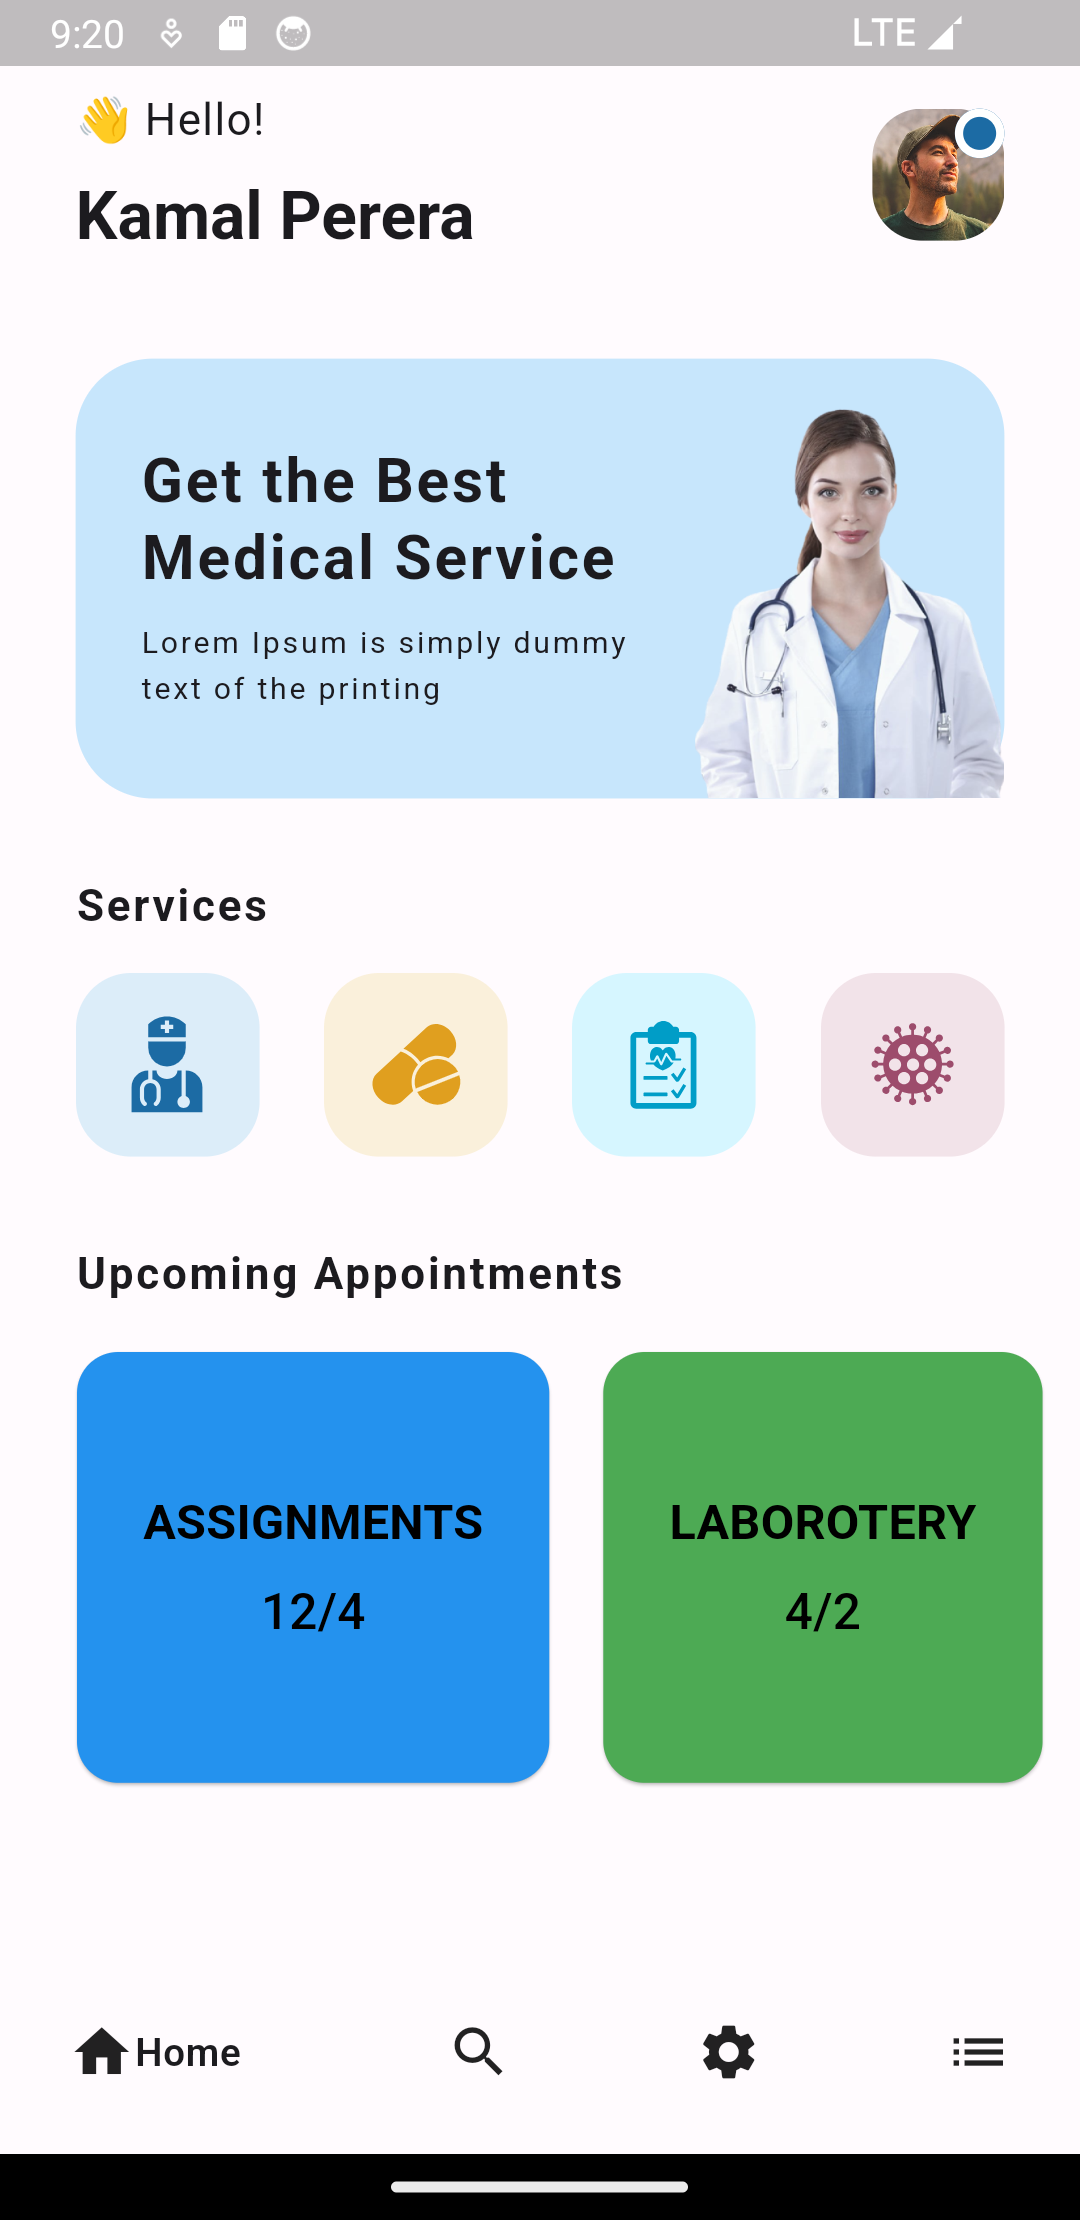 9:20
LTE
👋 Hello!
Kamal Perera
Get the Best
Medical Service
Lorem Ipsum is simply dummy
text of the printing
Services
Upcoming Appointments
ASSIGNMENTS
12/4
LABOROTERY
4/2
Home